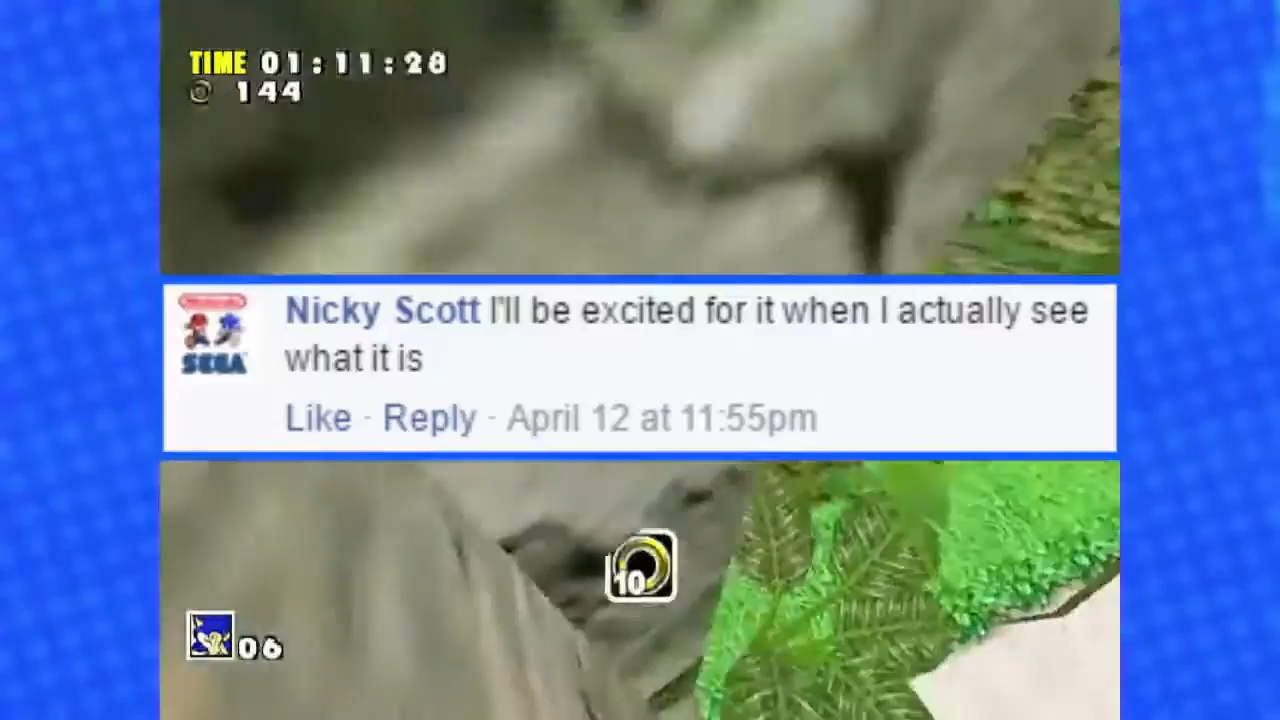 TIME 01:11:28
144
Nintendo
SEGA
Nicky Scott I'll be excited for it when I actually see
what it is
Like · Reply · April 12 at 11:55pm
10
06